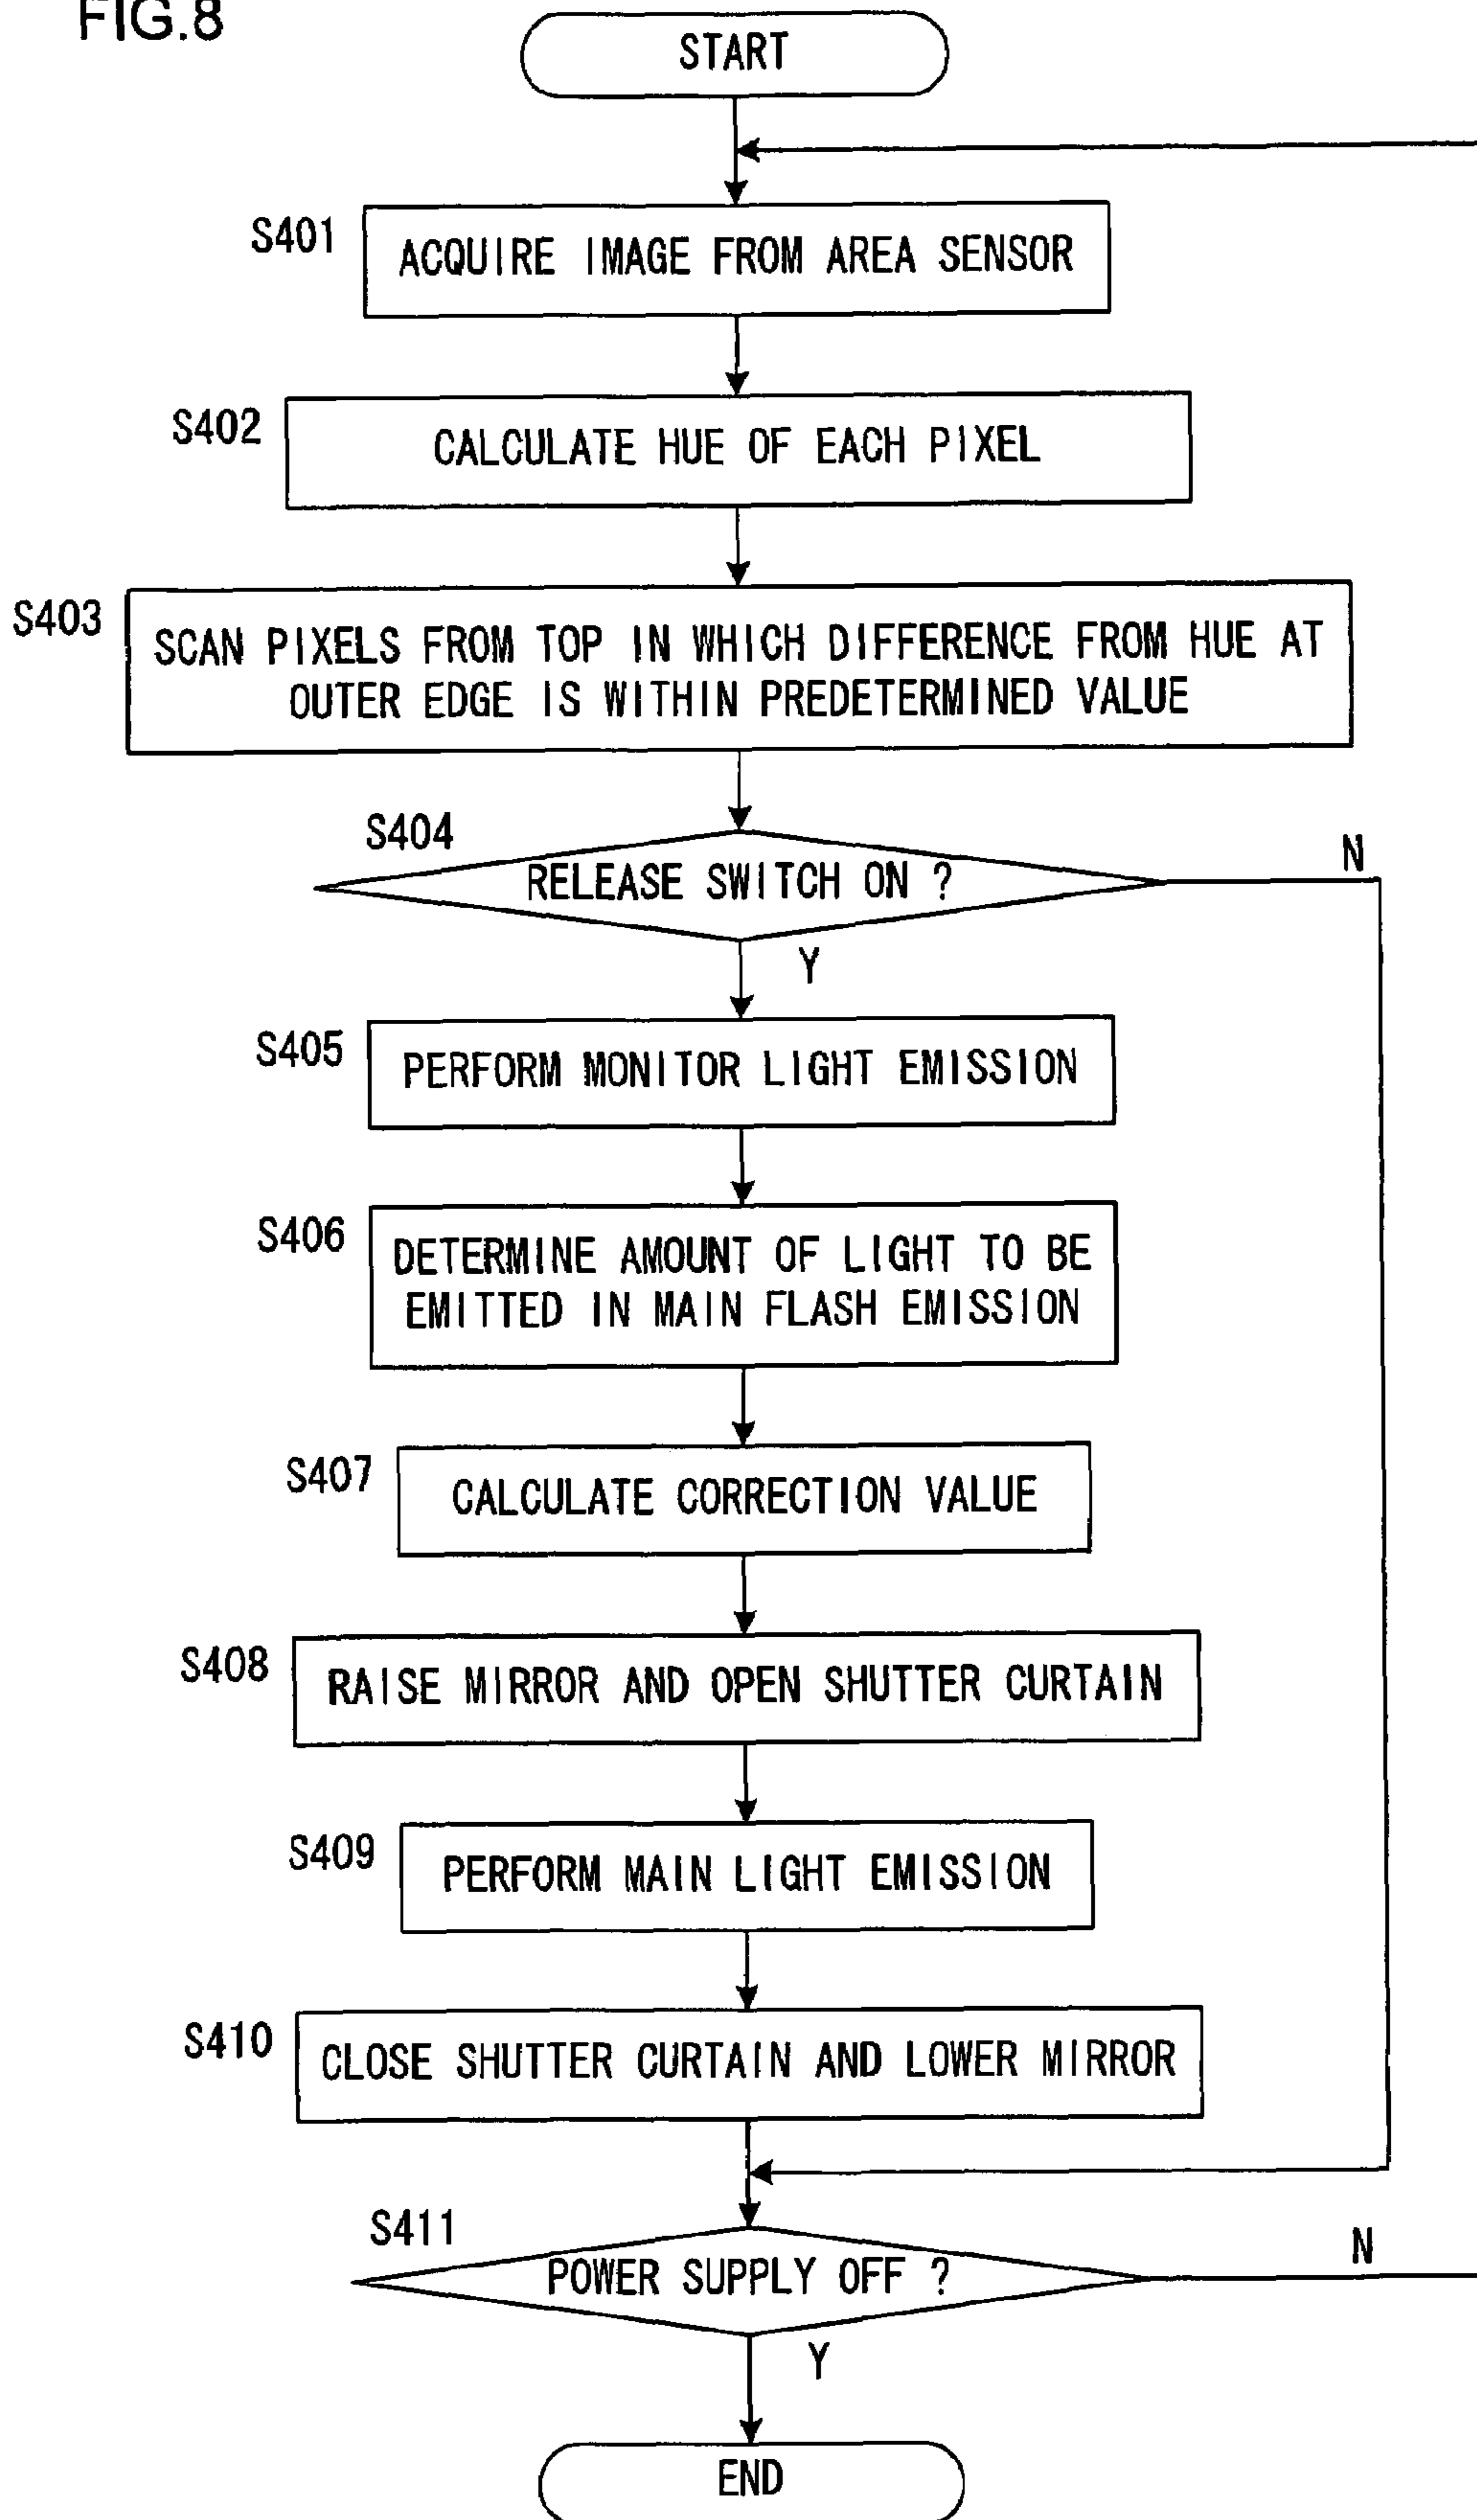 FIG.8
START
S401
ACQUIRE IMAGE FROM AREA SENSOR
S402
CALCULATE HUE OF EACH PIXEL
S403
SCAN PIXELS FROM TOP IN WHICH DIFFERENCE FROM HUE AT
OUTER EDGE IS WITHIN PREDETERMINED VALUE
S404
RELEASE SWITCH ON ?
N
Y
S405
PERFORM MONITOR LIGHT EMISSION
S406
DETERMINE AMOUNT OF LIGHT TO BE
EMITTED IN MAIN FLASH EMISSION
S407
CALCULATE CORRECTION VALUE
S408
RAISE MIRROR AND OPEN SHUTTER CURTAIN
S409
PERFORM MAIN LIGHT EMISSION
S410
CLOSE SHUTTER CURTAIN AND LOWER MIRROR
S411
POWER SUPPLY OFF ?
N
Y
END